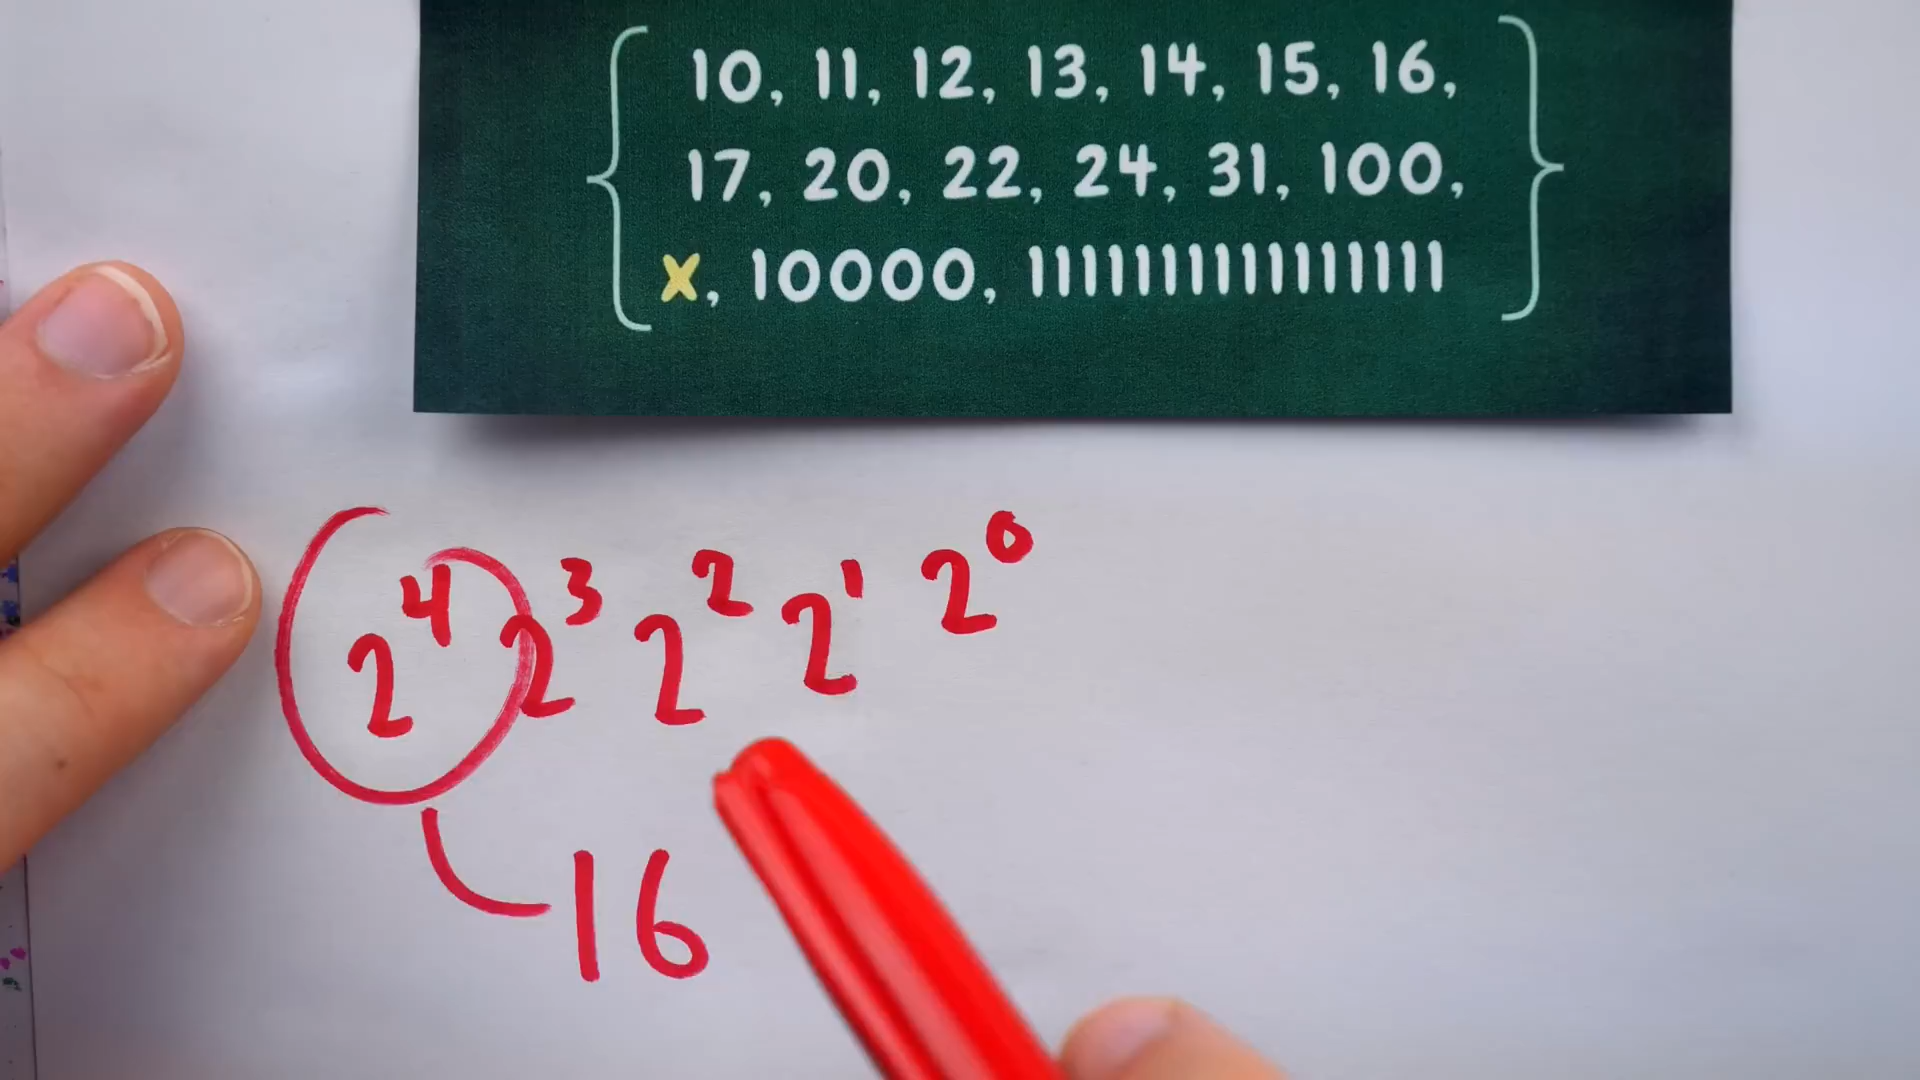 10, 11, 12, 13, 14, 15, 16,
17, 20, 22, 24, 31, 100,
x, 10000, 1111111111111111
2⁴ 2³ 2² 2¹ 2⁰
16